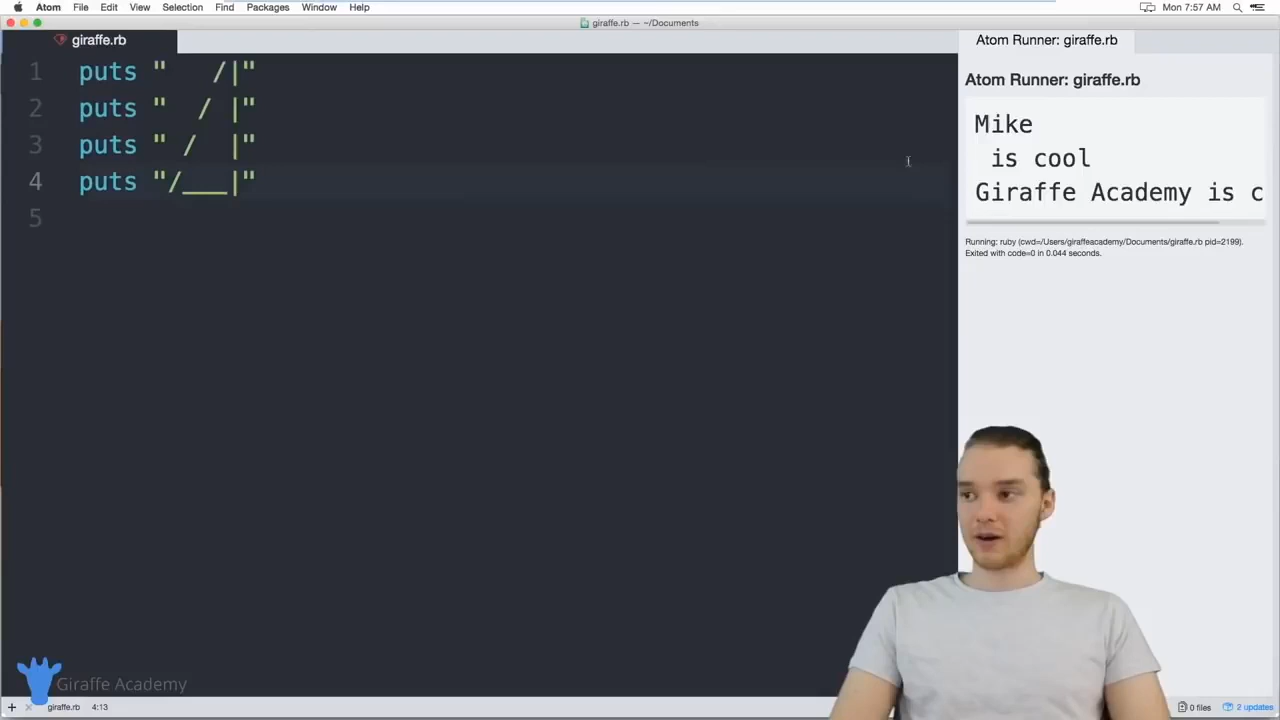 Atom File Edit View Selection Find Packages Window Help
Mon 7:57 AM
giraffe.rb — ~/Documents
giraffe.rb
Atom Runner: giraffe.rb
1 puts "   /|"
2 puts "  / |"
3 puts " /  |"
4 puts "/___|"
5
Atom Runner: giraffe.rb
Mike
 is cool
Giraffe Academy is c
Running: ruby (cwd=/Users/giraffeacademy/Documents/giraffe.rb pid=2199).
Exited with code=0 in 0.044 seconds.
Giraffe Academy
giraffe.rb 4:13
0 files 2 updates